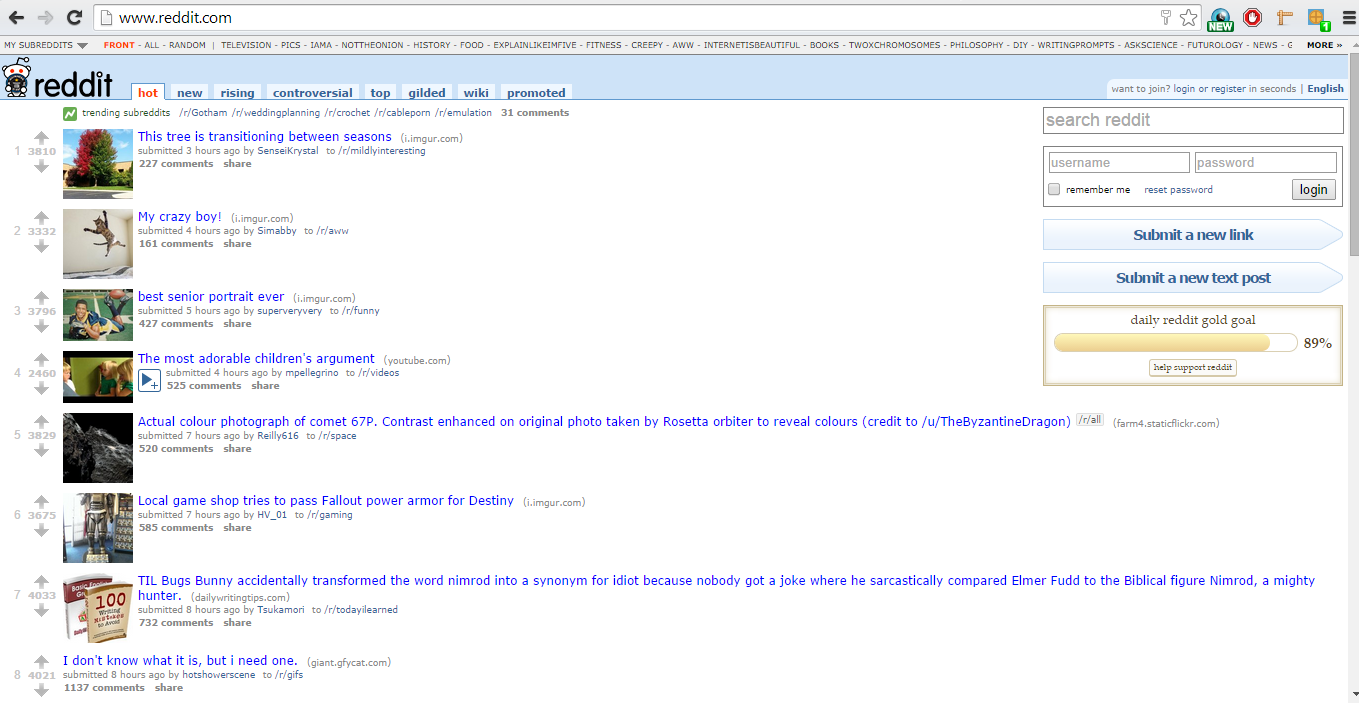 www.reddit.com
NEW
1
MY SUBREDDITS FRONT - ALL - RANDOM | TELEVISION - PICS - IAMA - NOTTHEONION - HISTORY - FOOD - EXPLAINLIKEIMFIVE - FITNESS - CREEPY - AWW - INTERNETISBEAUTIFUL - BOOKS - TWOXCHROMOSOMES - PHILOSOPHY - DIY - WRITINGPROMPTS - ASKSCIENCE - FUTUROLOGY - NEWS - G MORE »
reddit hot new rising controversial top gilded wiki promoted
want to join? login or register in seconds | English
trending subreddits /r/Gotham /r/weddingplanning /r/crochet /r/cableporn /r/emulation 31 comments
1 3810
This tree is transitioning between seasons (i.imgur.com)
submitted 3 hours ago by SenseiKrystal to /r/mildlyinteresting
227 comments share
2 3332
My crazy boy! (i.imgur.com)
submitted 4 hours ago by Simabby to /r/aww
161 comments share
3 3796
best senior portrait ever (i.imgur.com)
submitted 5 hours ago by superveryvery to /r/funny
427 comments share
4 2460
The most adorable children's argument (youtube.com)
submitted 4 hours ago by mpellegrino to /r/videos
525 comments share
5 3829
Actual colour photograph of comet 67P. Contrast enhanced on original photo taken by Rosetta orbiter to reveal colours (credit to /u/TheByzantineDragon) /r/all (farm4.staticflickr.com)
submitted 7 hours ago by Reilly616 to /r/space
520 comments share
6 3675
Local game shop tries to pass Fallout power armor for Destiny (i.imgur.com)
submitted 7 hours ago by HV_01 to /r/gaming
585 comments share
7 4033
100
Writing
Mistakes
to Avoid
TIL Bugs Bunny accidentally transformed the word nimrod into a synonym for idiot because nobody got a joke where he sarcastically compared Elmer Fudd to the Biblical figure Nimrod, a mighty
hunter. (dailywritingtips.com)
submitted 8 hours ago by Tsukamori to /r/todayilearned
732 comments share
8 4021
I don't know what it is, but i need one. (giant.gfycat.com)
submitted 8 hours ago by hotshowerscene to /r/gifs
1137 comments share
search reddit
username password
remember me reset password login
Submit a new link
Submit a new text post
daily reddit gold goal
89%
help support reddit